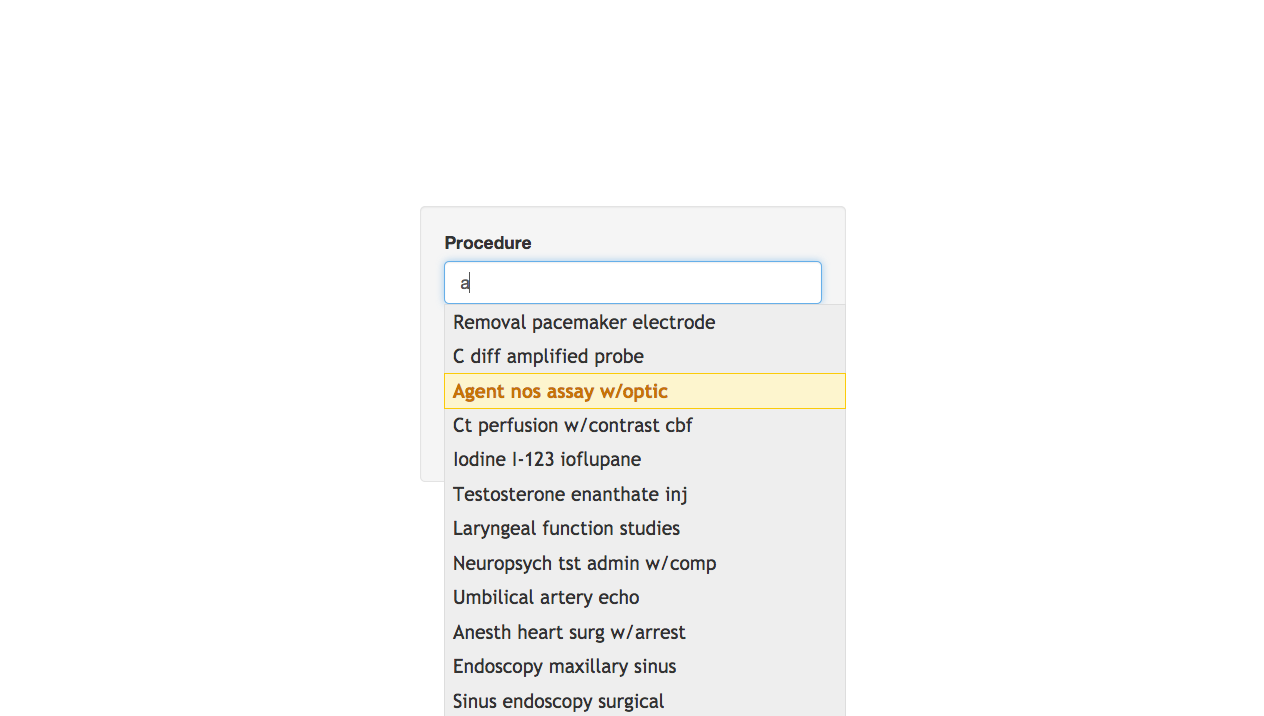 Procedure
a
Removal pacemaker electrode
C diff amplified probe
Agent nos assay w/optic
Ct perfusion w/contrast cbf
Iodine I-123 ioflupane
Testosterone enanthate inj
Laryngeal function studies
Neuropsych tst admin w/comp
Umbilical artery echo
Anesth heart surg w/arrest
Endoscopy maxillary sinus
Sinus endoscopy surgical